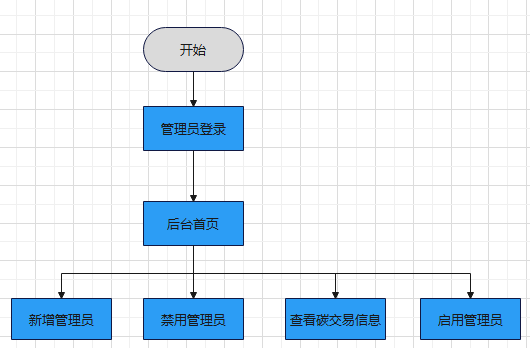 开始
管理员登录
后台首页
新增管理员
禁用管理员
查看碳交易信息
启用管理员